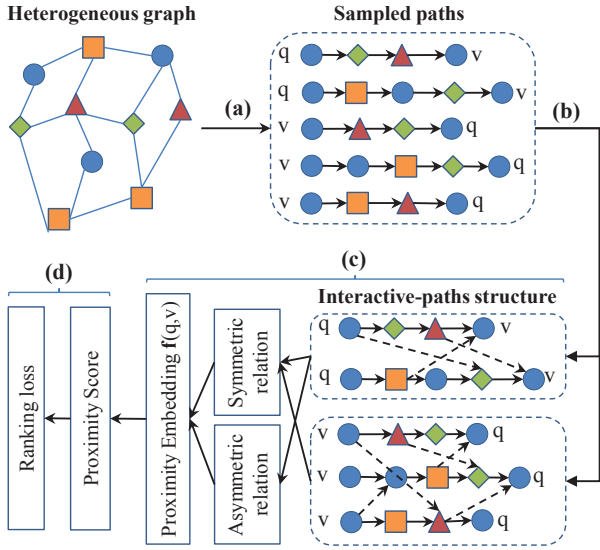 Heterogeneous graph
Sampled paths
(a)
q v
q v
v q
v q
v q
(b)
(c)
(d)
Interactive-paths structure
q v
q v
v q
v q
v q
Symmetric
relation
Asymmetric
relation
Proximity Embedding f(q,v)
Proximity Score
Ranking loss